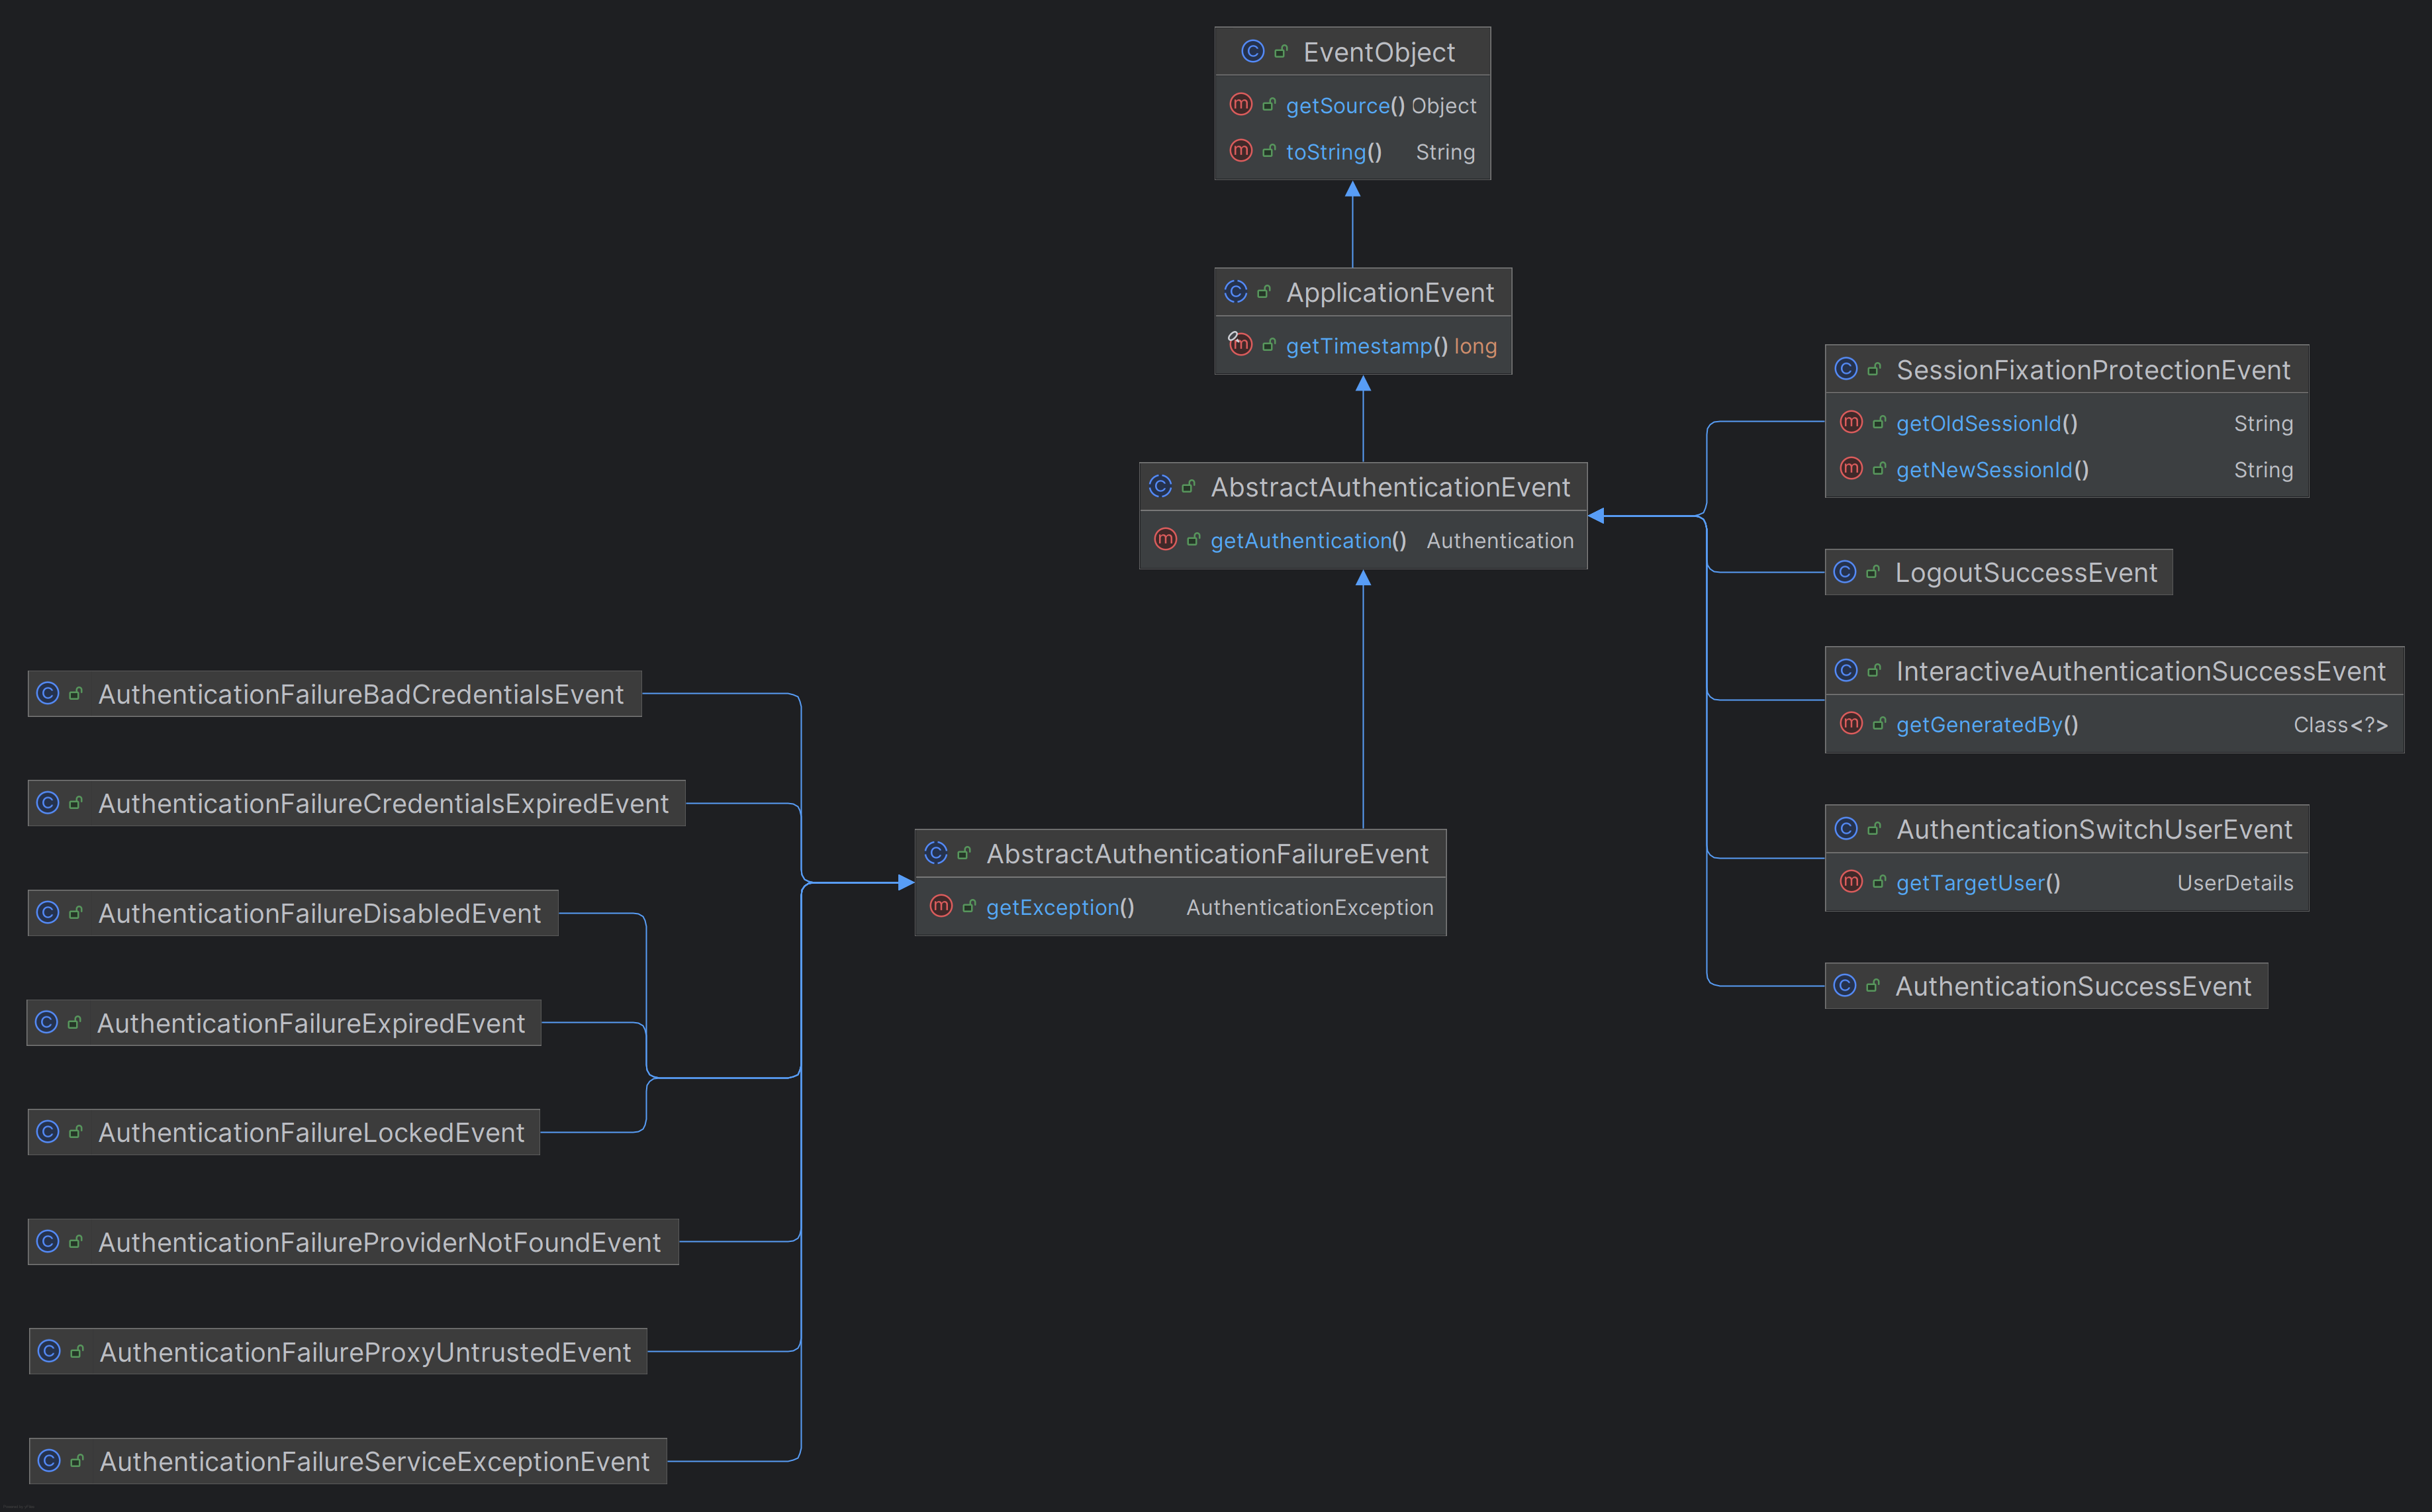 EventObject
getSource() Object
toString() String
ApplicationEvent
getTimestamp() long
AbstractAuthenticationEvent
getAuthentication() Authentication
SessionFixationProtectionEvent
getOldSessionId() String
getNewSessionId() String
LogoutSuccessEvent
InteractiveAuthenticationSuccessEvent
getGeneratedBy() Class<?>
AuthenticationSwitchUserEvent
getTargetUser() UserDetails
AuthenticationSuccessEvent
AbstractAuthenticationFailureEvent
getException() AuthenticationException
AuthenticationFailureBadCredentialsEvent
AuthenticationFailureCredentialsExpiredEvent
AuthenticationFailureDisabledEvent
AuthenticationFailureExpiredEvent
AuthenticationFailureLockedEvent
AuthenticationFailureProviderNotFoundEvent
AuthenticationFailureProxyUntrustedEvent
AuthenticationFailureServiceExceptionEvent